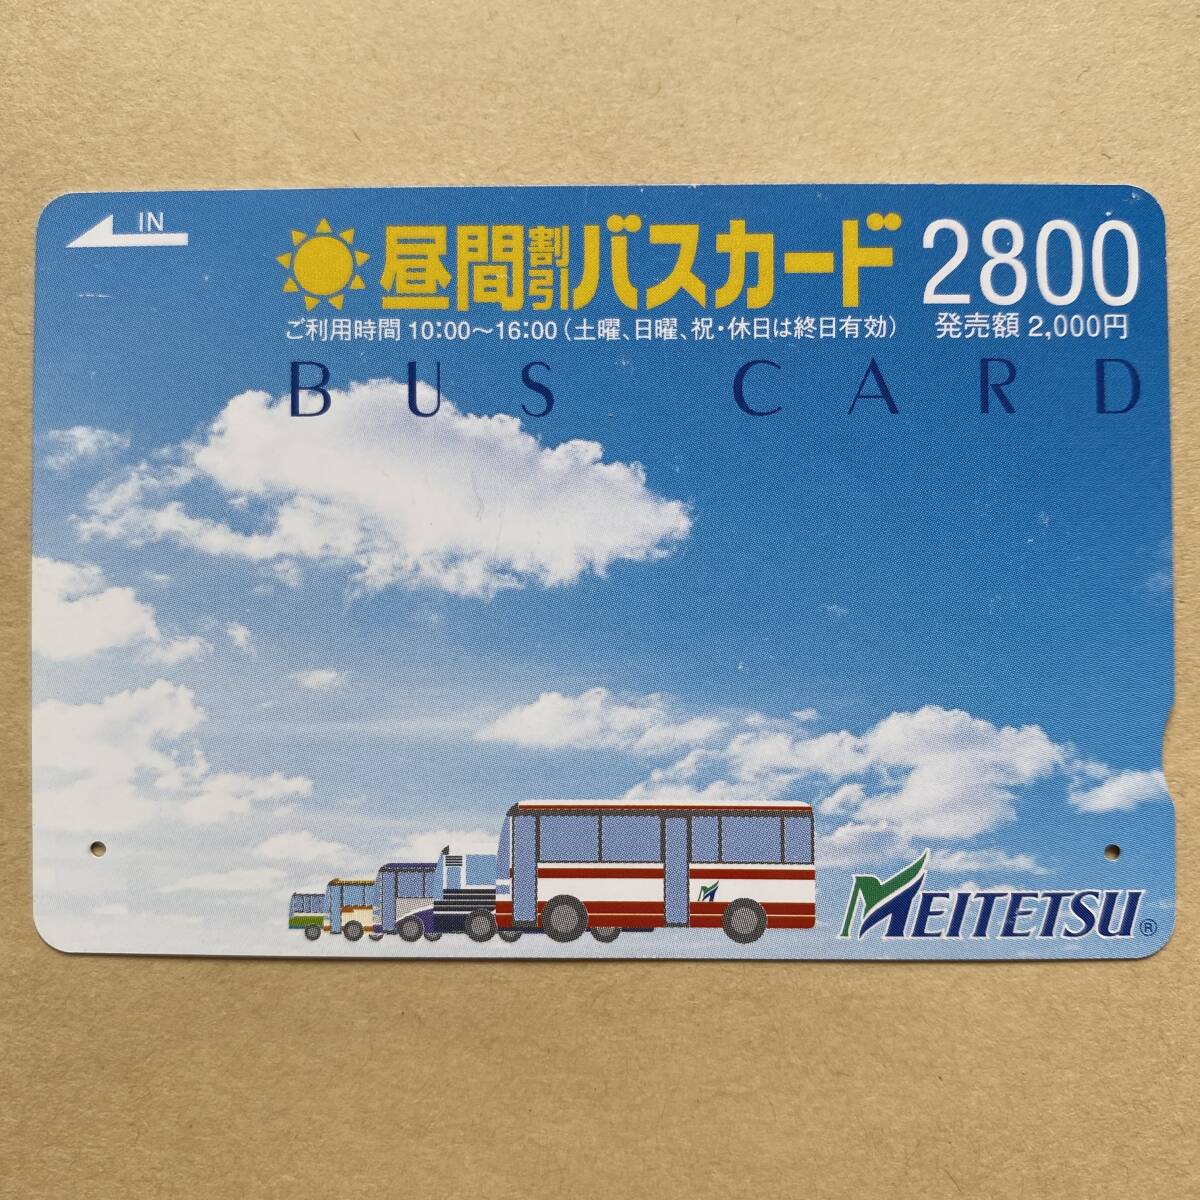 IN
昼間割引バスカード 2800
ご利用時間 10:00～16:00(土曜、日曜、祝・休日は終日有効) 発売額 2,000円
BUS CARD
MEITETSU®